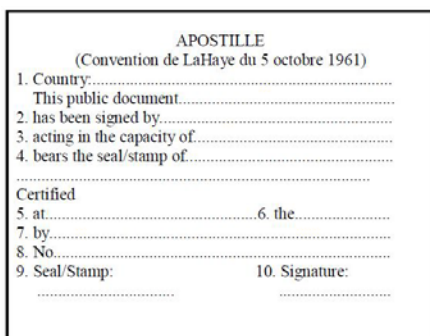 APOSTILLE
(Convention de LaHaye du 5 octobre 1961)
1. Country:...........................................................................
This public document......................................................
2. has been signed by..........................................................
3. acting in the capacity of..................................................
4. bears the seal/stamp of....................................................
.........................................................................................
Certified
5. at.....................................................6. the........................
7. by.....................................................................................
8. No....................................................................................
9. Seal/Stamp: 10. Signature:
.................................. ............................